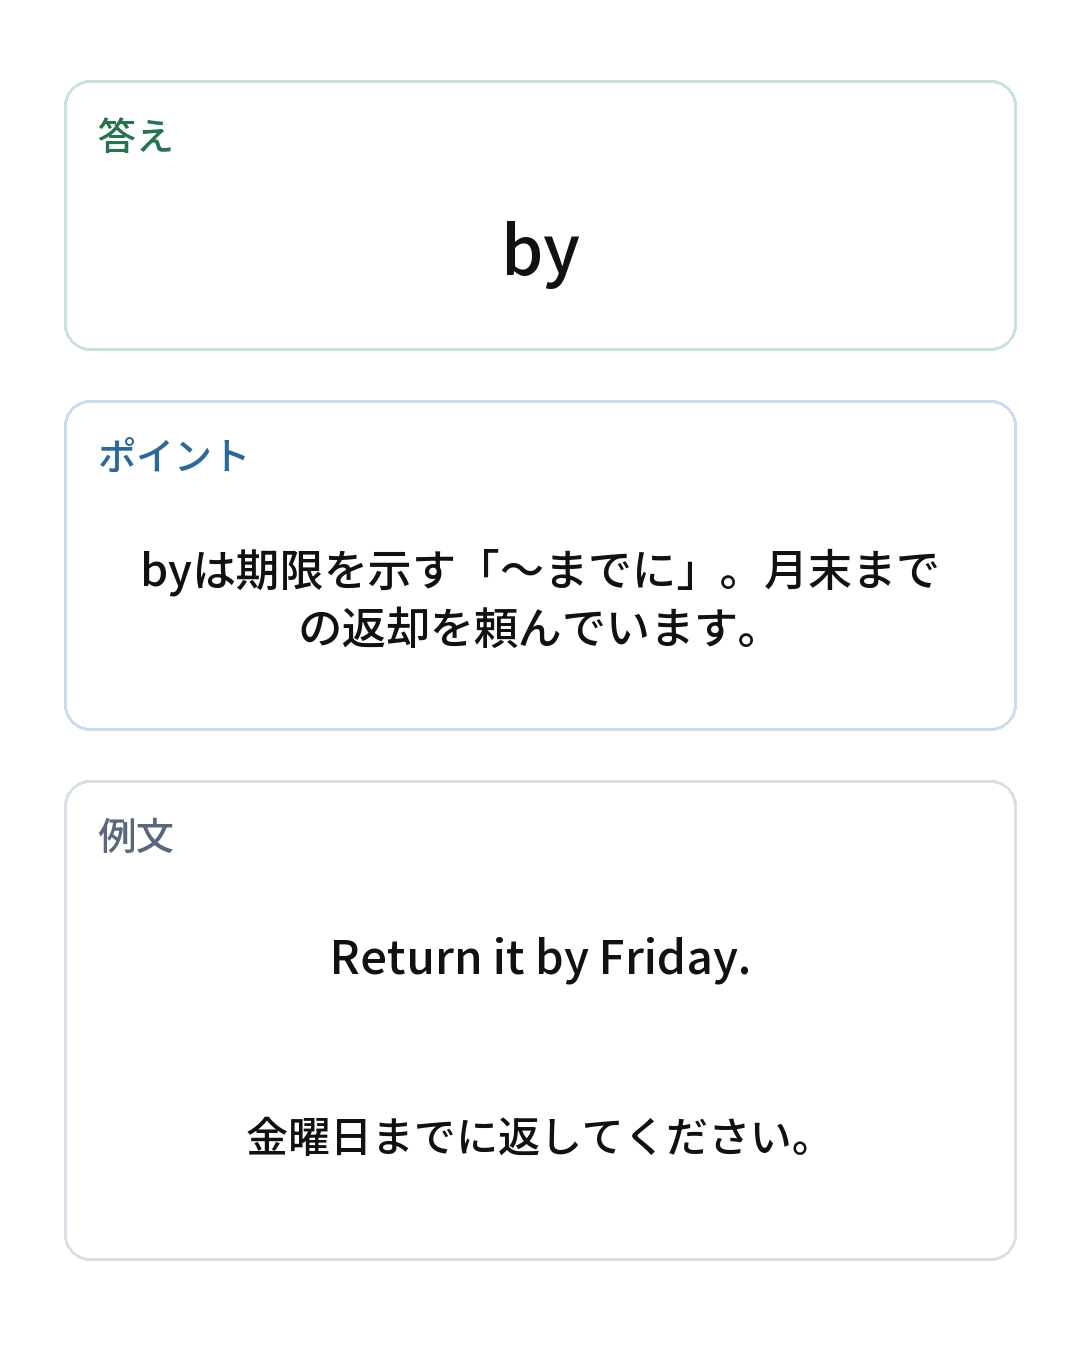 答え
by
ポイント
byは期限を示す「〜までに」。月末まで
の返却を頼んでいます。
例文
Return it by Friday.
金曜日までに返してください。